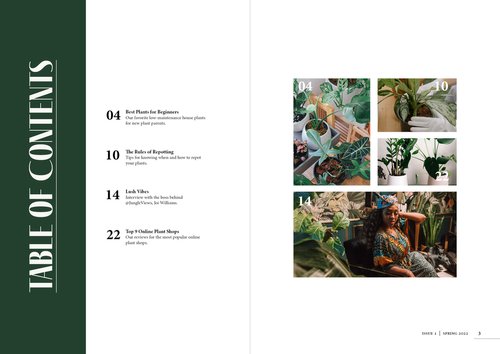 TABLE OF CONTENTS
04
Best Plants for Beginners
Our favorite low-maintenance house plants
for new plant parents.
10
The Rules of Repotting
Tips for knowing when and how to repot
your plants.
14
Lush Vibes
Interview with the boss behind
@JungleViews, Joy Williams.
22
Top 9 Online Plant Shops
Our reviews for the most popular online
plant shops.
04
10
22
14
ISSUE 2 | SPRING 2022
3